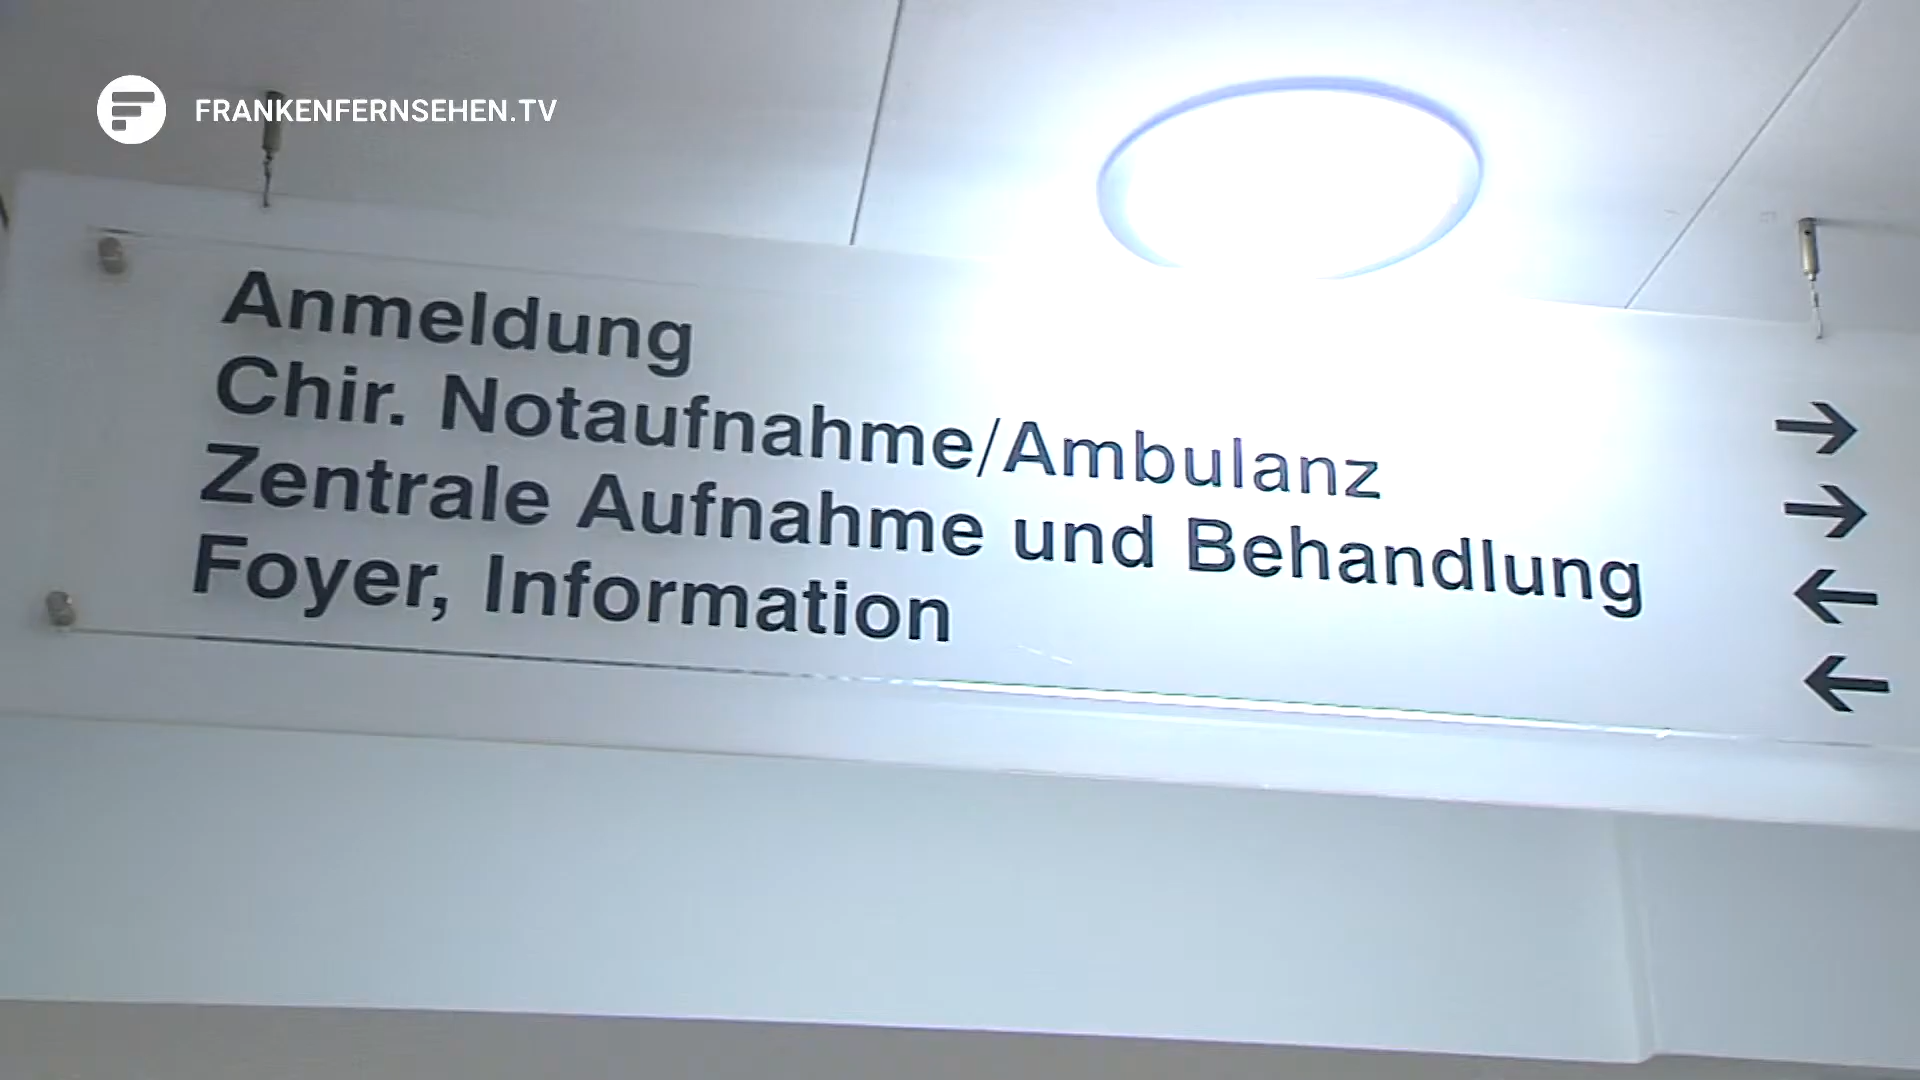 FRANKENFERNSEHEN.TV
Anmeldung →
Chir. Notaufnahme/Ambulanz →
Zentrale Aufnahme und Behandlung ←
Foyer, Information ←